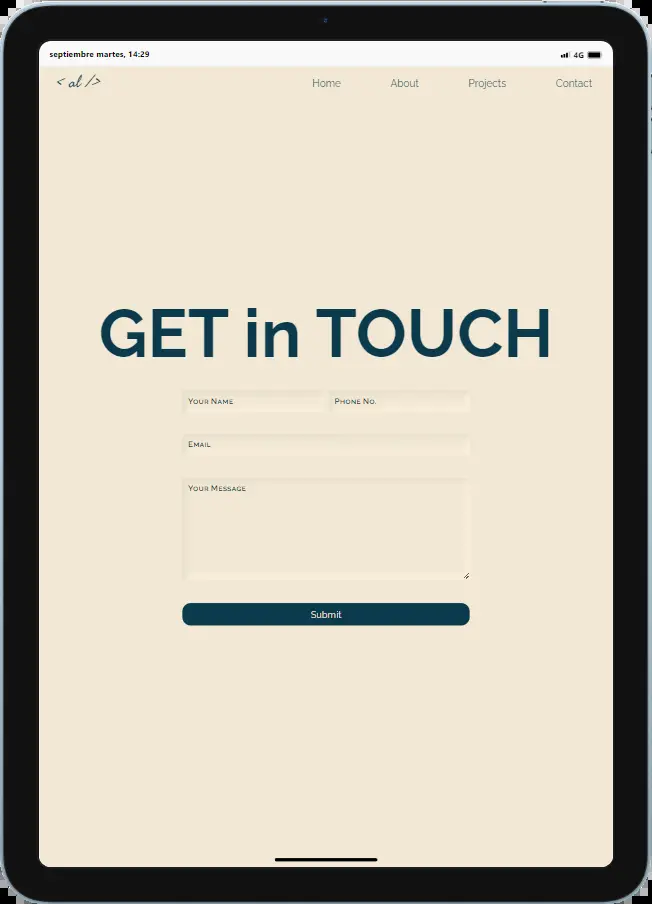 septiembre martes, 14:29 4G
< al /> Home About Projects Contact
GET in TOUCH
Your Name Phone No.
Email
Your Message
Submit